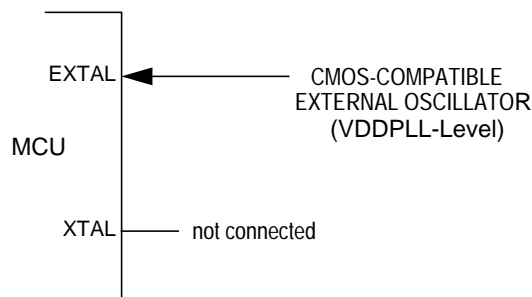 EXTAL
CMOS-COMPATIBLE
EXTERNAL OSCILLATOR
(VDDPLL-Level)
MCU
XTAL
not connected